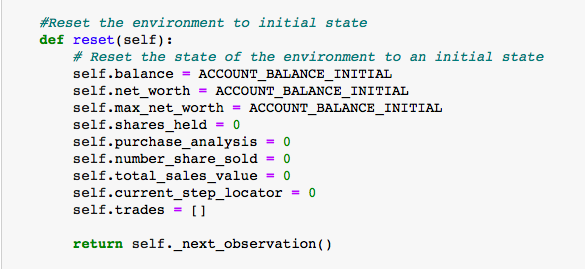 #Reset the environment to initial state
def reset(self):
# Reset the state of the environment to an initial state
self.balance = ACCOUNT_BALANCE_INITIAL
self.net_worth = ACCOUNT_BALANCE_INITIAL
self.max_net_worth = ACCOUNT_BALANCE_INITIAL
self.shares_held = 0
self.purchase_analysis = 0
self.number_share_sold = 0
self.total_sales_value = 0
self.current_step_locator = 0
self.trades = []
return self._next_observation()